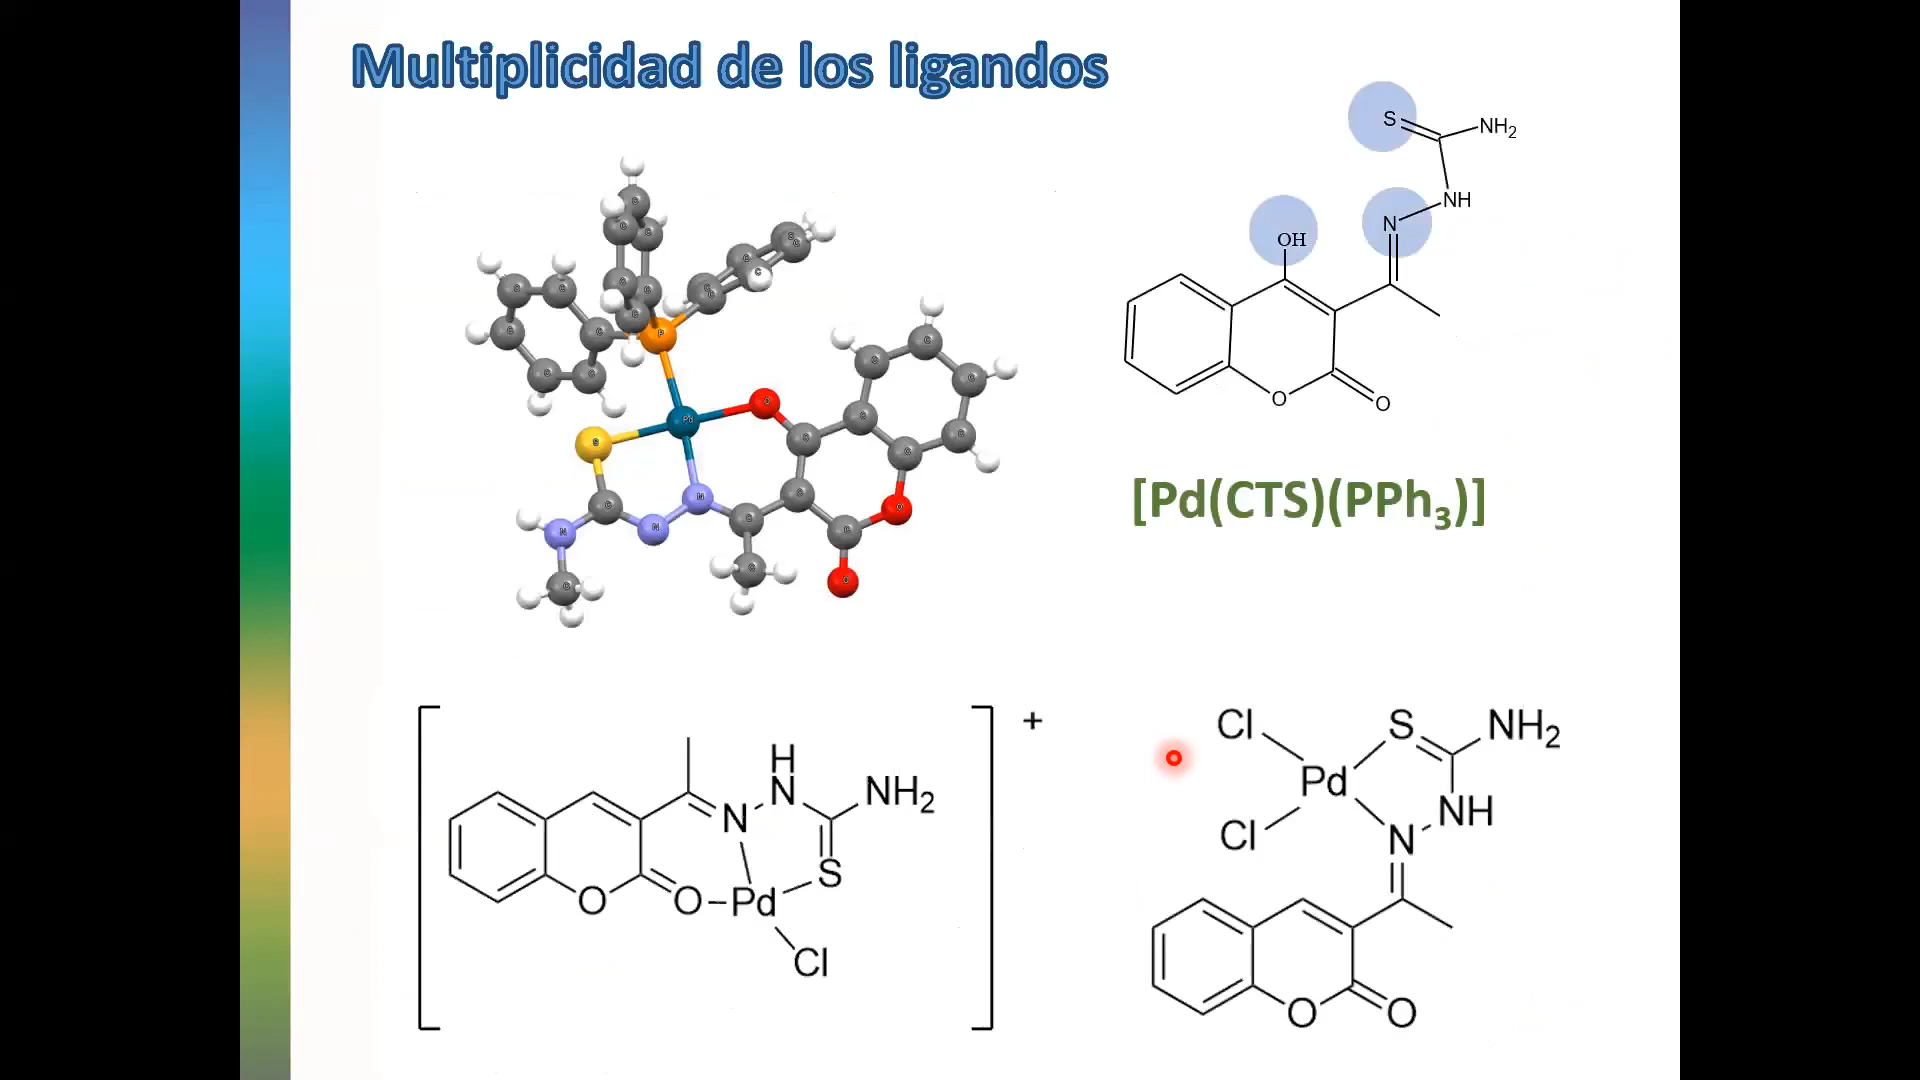 Multiplicidad de los ligandos
S
NH₂
NH
N
OH
O
O
[Pd(CTS)(PPh₃)]
+
H
N
NH₂
N
S
O
O
Pd
Cl
Cl
S
NH₂
Pd
NH
Cl
N
O
O